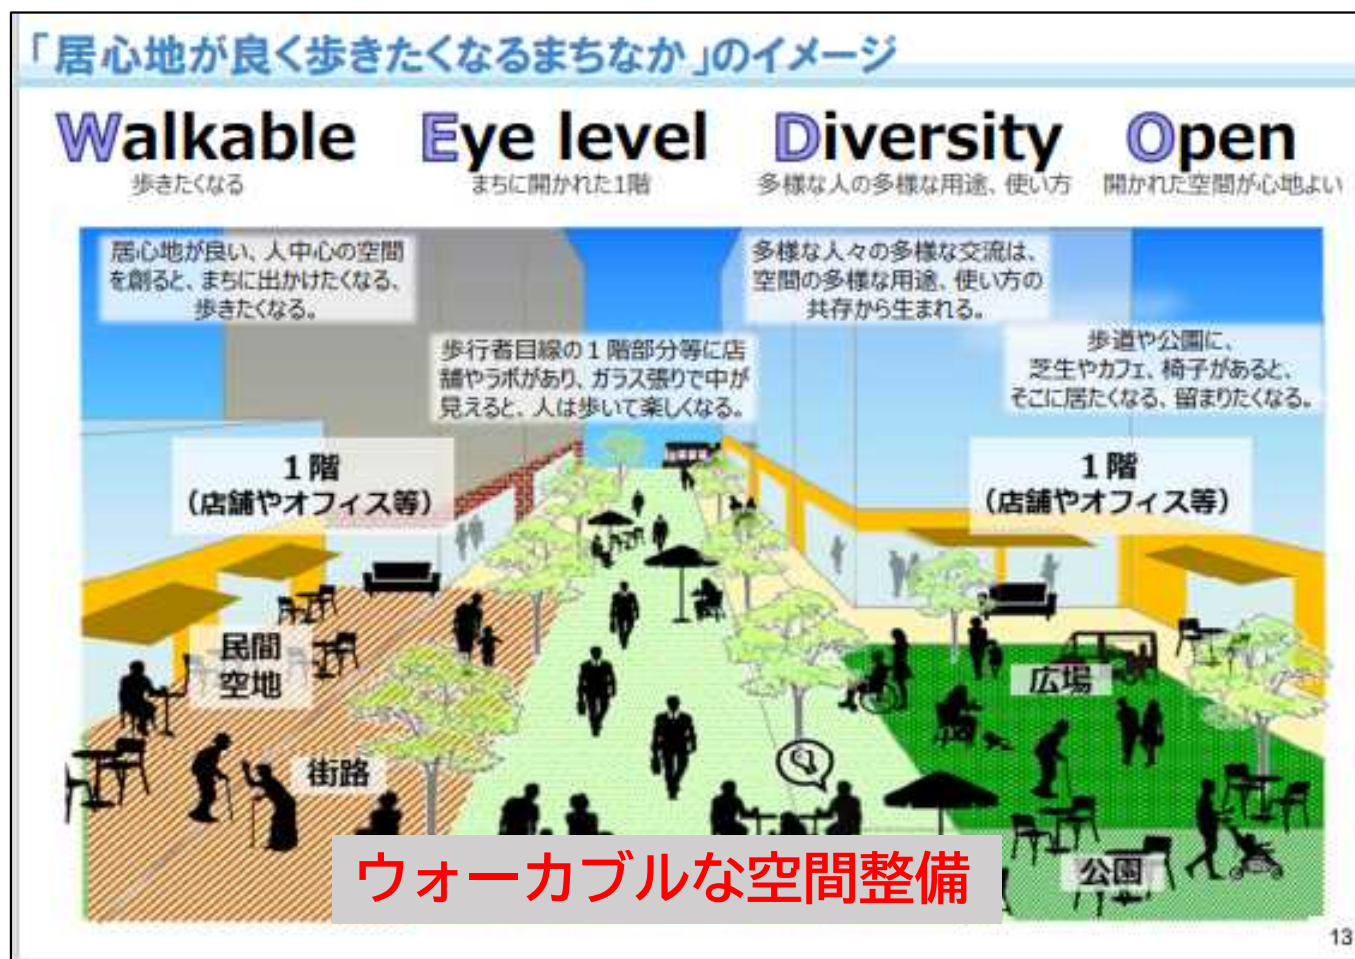 「居心地が良く歩きたくなるまちなか」のイメージ
Walkable
歩きたくなる
Eye level
まちに開かれた1階
Diversity
多様な人の多様な用途、使い方
Open
開かれた空間が心地よい
居心地が良い、人中心の空間
を創ると、まちに出かけたくなる、
歩きたくなる。
歩行者目線の１階部分等に店
舗やラボがあり、ガラス張りで中が
見えると、人は歩いて楽しくなる。
多様な人々の多様な交流は、
空間の多様な用途、使い方の
共存から生まれる。
歩道や公園に、
芝生やカフェ、椅子があると、
そこに居たくなる、留まりたくなる。
１階
（店舗やオフィス等）
１階
（店舗やオフィス等）
民間
空地
街路
広場
公園
ウォーカブルな空間整備
13